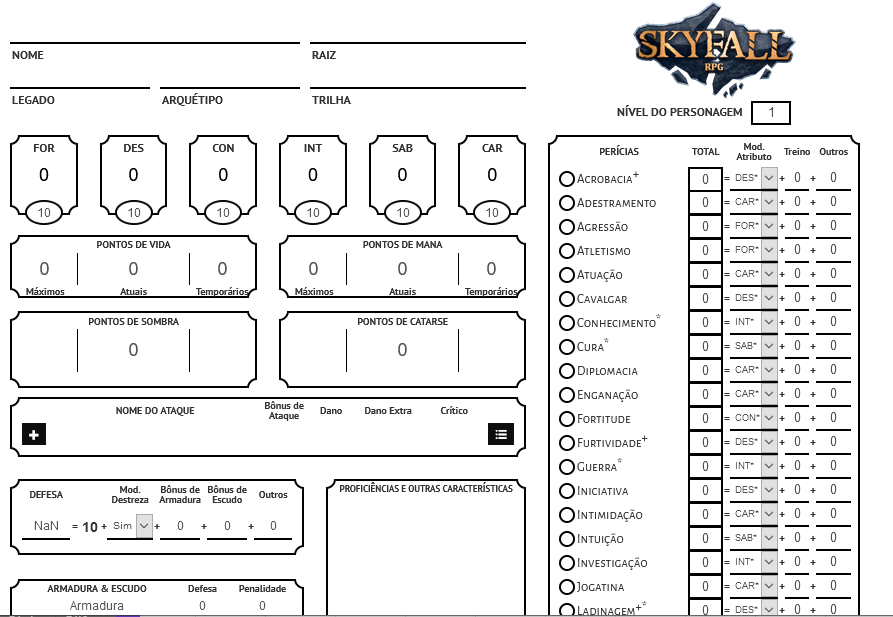 SKYFALL
RPG
NOME
RAIZ
LEGADO
ARQUÉTIPO
TRILHA
NÍVEL DO PERSONAGEM 1
FOR DES CON INT SAB CAR
0 0 0 0 0 0
10 10 10 10 10 10
PONTOS DE VIDA
0 0 0
Máximos Atuais Temporários
PONTOS DE MANA
0 0 0
Máximos Atuais Temporários
PONTOS DE SOMBRA
0
PONTOS DE CATARSE
0
NOME DO ATAQUE Bônus de Ataque Dano Dano Extra Crítico
DEFESA Mod. Destreza Bônus de Armadura Bônus de Escudo Outros
NaN = 10 + Sim + 0 + 0 + 0
ARMADURA & ESCUDO Defesa Penalidade
Armadura 0 0
PROFICIÊNCIAS E OUTRAS CARACTERÍSTICAS
PERÍCIAS TOTAL Mod. Atributo Treino Outros
Acrobacia+ 0 = DES* + 0 + 0
Adestramento 0 = CAR* + 0 + 0
Agressão 0 = FOR* + 0 + 0
Atletismo 0 = FOR* + 0 + 0
Atuação 0 = CAR* + 0 + 0
Cavalgar 0 = DES* + 0 + 0
Conhecimento* 0 = INT* + 0 + 0
Cura* 0 = SAB* + 0 + 0
Diplomacia 0 = CAR* + 0 + 0
Enganação 0 = CAR* + 0 + 0
Fortitude 0 = CON* + 0 + 0
Furtividade+ 0 = DES* + 0 + 0
Guerra* 0 = INT* + 0 + 0
Iniciativa 0 = DES* + 0 + 0
Intimidação 0 = CAR* + 0 + 0
Intuição 0 = SAB* + 0 + 0
Investigação 0 = INT* + 0 + 0
Jogatina 0 = CAR* + 0 + 0
Ladinagem+* 0 = DES* + 0 + 0